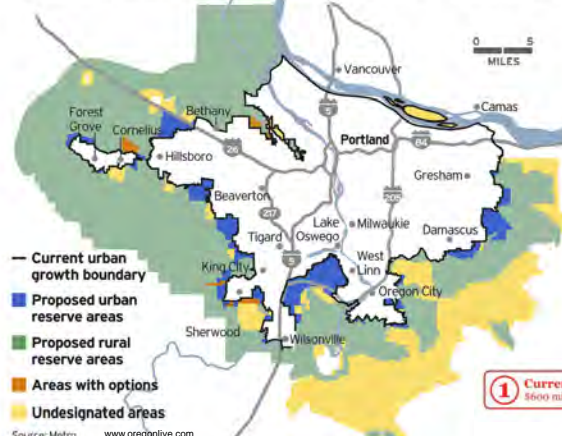 0 5
MILES
Vancouver
Camas
Forest
Grove
Cornelius
Bethany
5
Portland
84
Hillsboro
26
Gresham
205
Beaverton
217
Lake
Oswego
Milwaukie
Damascus
Tigard
King City
5
West
Linn
Oregon City
Sherwood
Wilsonville
Current urban
growth boundary
Proposed urban
reserve areas
Proposed rural
reserve areas
Areas with options
Undesignated areas
Source: Metro www.oregonlive.com
1